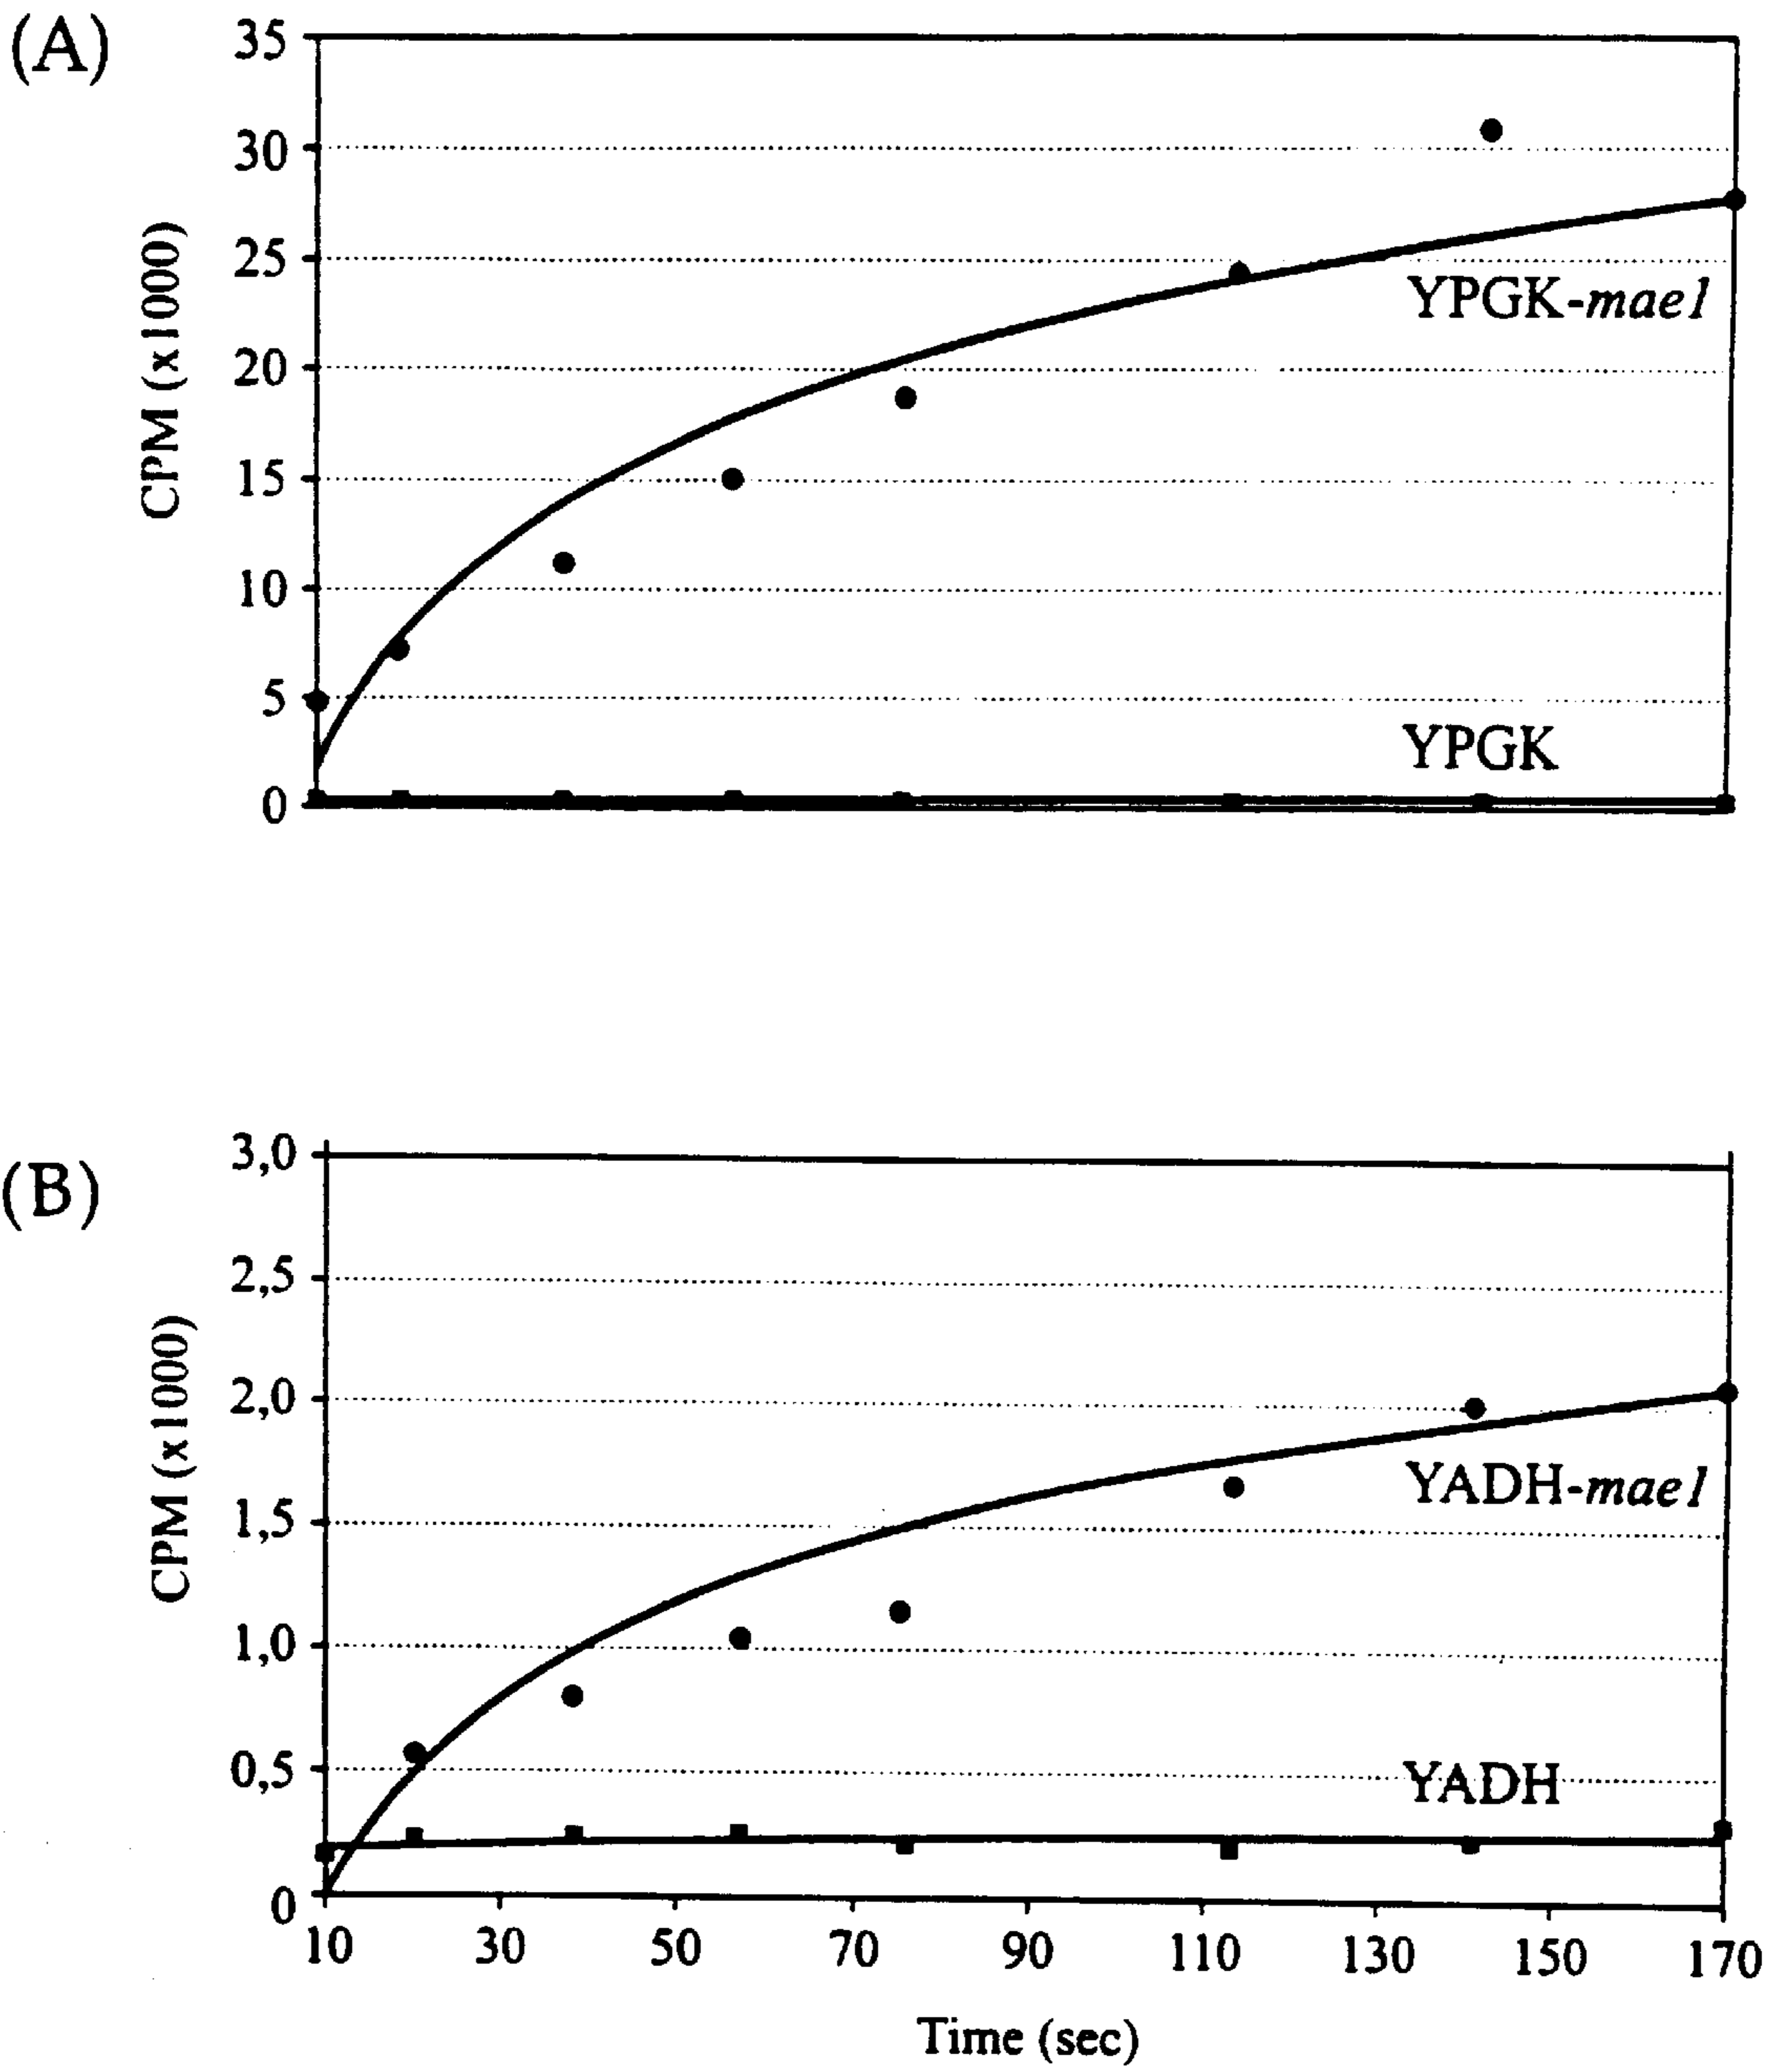 (A)
35
30
25
20
15
10
5
0
CPM (x1000)
YPGK-mae1
YPGK
(B)
3,0
2,5
2,0
1,5
1,0
0,5
0
CPM (x1000)
YADH-mae1
YADH
10 30 50 70 90 110 130 150 170
Time (sec)